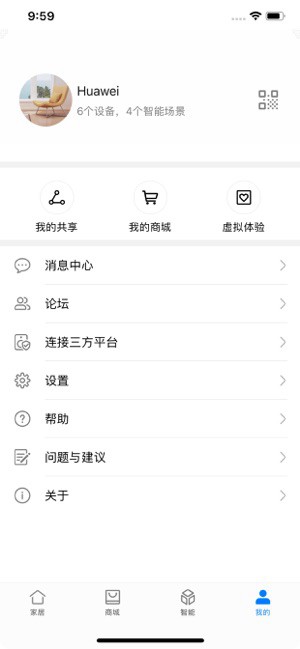 9:59
Huawei
6个设备，4个智能场景
我的共享
我的商城
虚拟体验
消息中心
论坛
连接三方平台
设置
帮助
问题与建议
关于
家居
商城
智能
我的